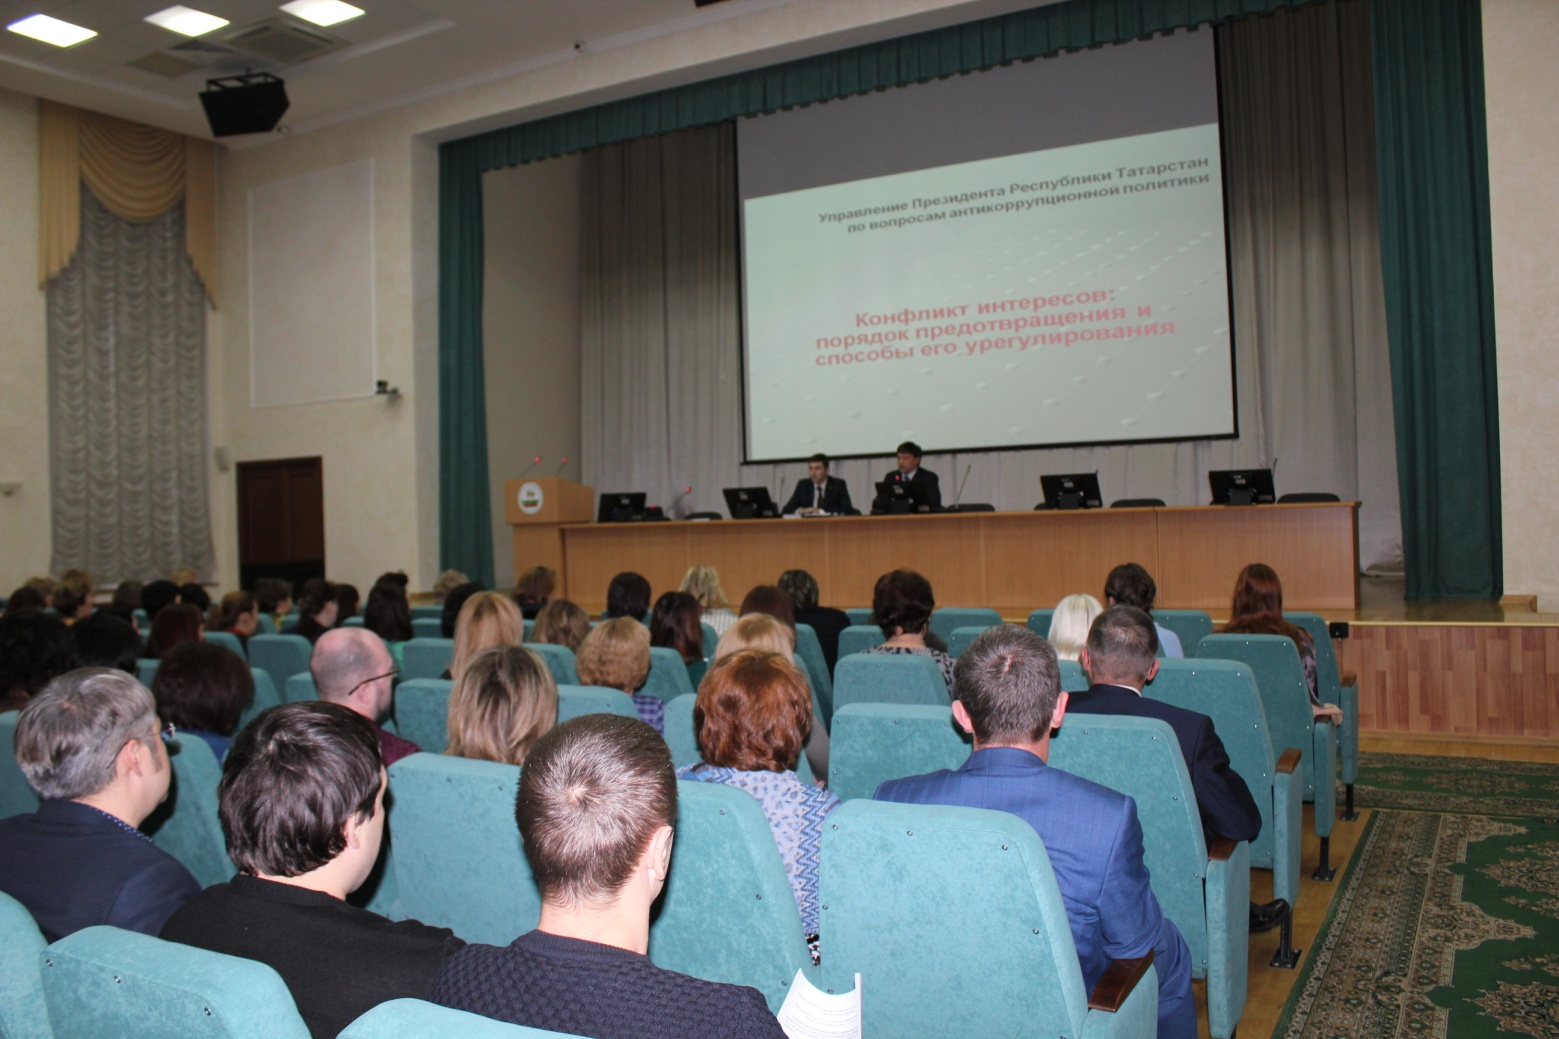 Управление Президента Республики Татарстан
по вопросам антикоррупционной политики
Конфликт интересов:
порядок предотвращения и
способы его урегулирования